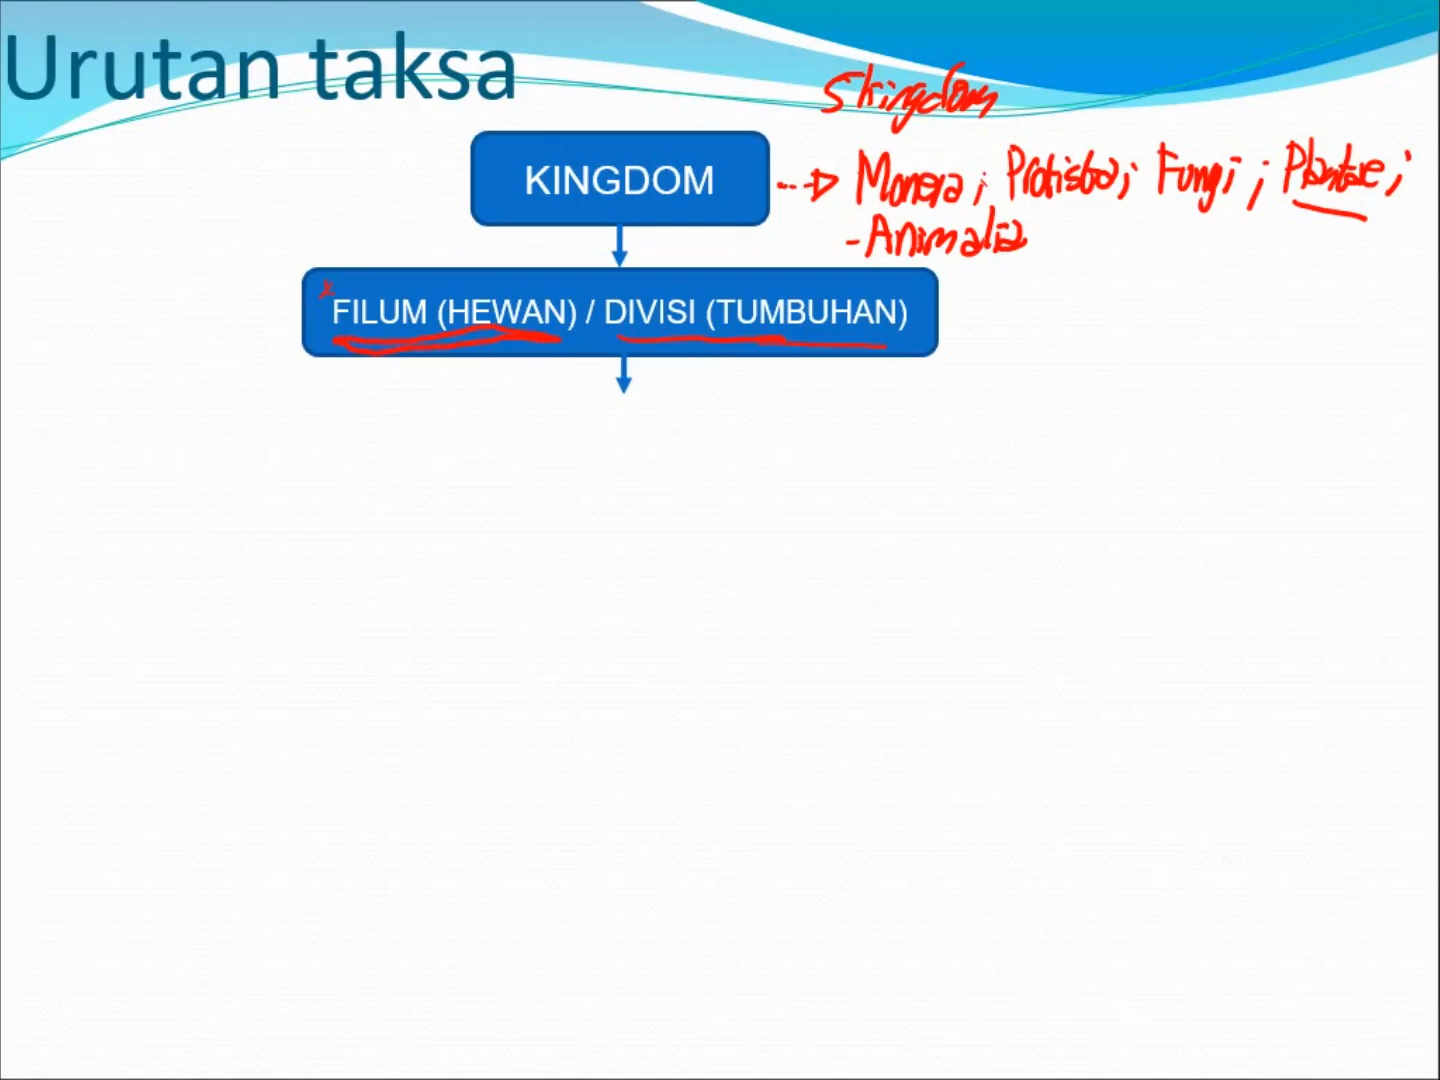 Urutan taksa
5 kingdom
KINGDOM
Monera ; Protista ; Fungi ; Plantae ;
- Animalia
FILUM (HEWAN) / DIVISI (TUMBUHAN)